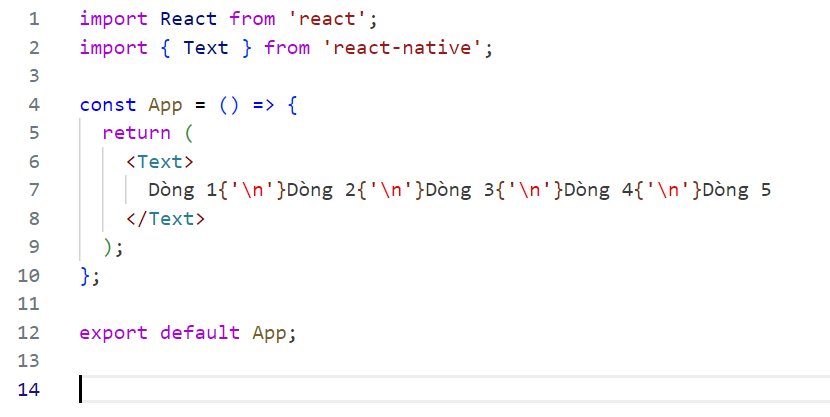 1 import React from 'react';
2 import { Text } from 'react-native';
3
4 const App = () => {
5   return (
6     <Text>
7       Dòng 1{'\n'}Dòng 2{'\n'}Dòng 3{'\n'}Dòng 4{'\n'}Dòng 5
8     </Text>
9   );
10 };
11
12 export default App;
13
14